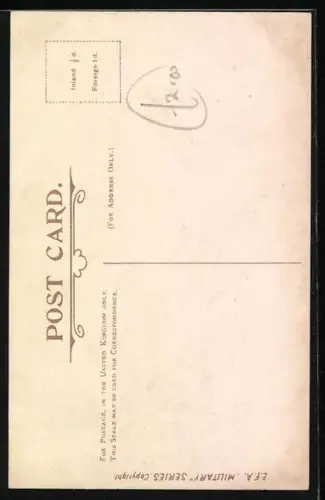 POST CARD.
FOR POSTAGE, IN THE UNITED KINGDOM ONLY,
THIS SPACE MAY BE USED FOR CORRESPONDENCE.
(FOR ADDRESS ONLY.)
Inland ½d.
Foreign 1d.
E.F.A. "MILITARY" SERIES. Copyright.